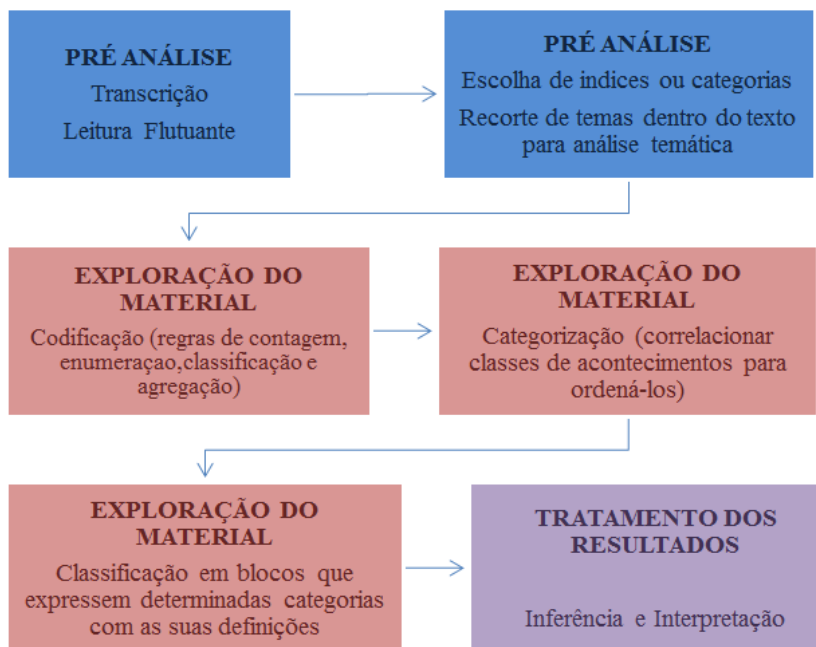 PRÉ ANÁLISE
Transcrição
Leitura Flutuante
PRÉ ANÁLISE
Escolha de indices ou categorias
Recorte de temas dentro do texto
para análise temática
EXPLORAÇÃO DO
MATERIAL
Codificação (regras de contagem,
enumeraçao,classificação e
agregação)
EXPLORAÇÃO DO
MATERIAL
Categorização (correlacionar
classes de acontecimentos para
ordená-los)
EXPLORAÇÃO DO
MATERIAL
Classificação em blocos que
expressem determinadas categorias
com as suas definições
TRATAMENTO DOS
RESULTADOS
Inferência e Interpretação